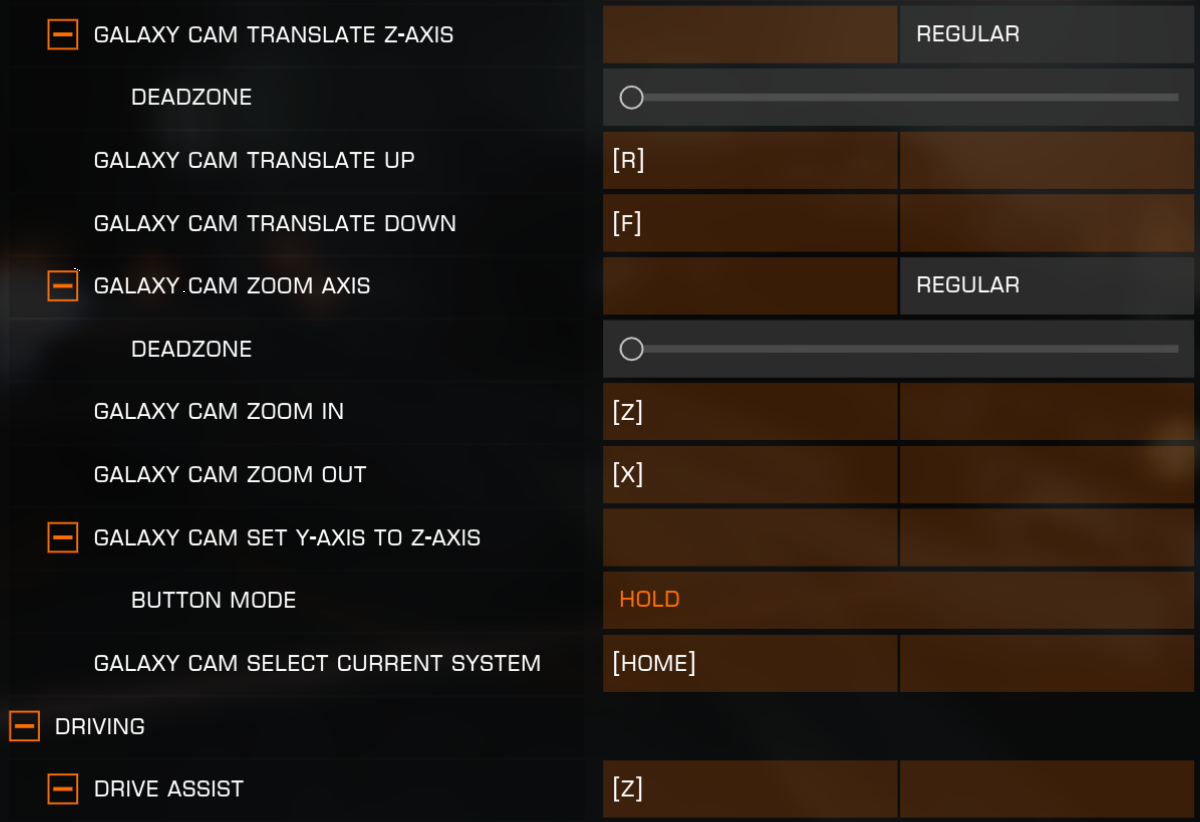 GALAXY CAM TRANSLATE Z-AXIS REGULAR
DEADZONE
GALAXY CAM TRANSLATE UP [R]
GALAXY CAM TRANSLATE DOWN [F]
GALAXY CAM ZOOM AXIS REGULAR
DEADZONE
GALAXY CAM ZOOM IN [Z]
GALAXY CAM ZOOM OUT [X]
GALAXY CAM SET Y-AXIS TO Z-AXIS
BUTTON MODE HOLD
GALAXY CAM SELECT CURRENT SYSTEM [HOME]
DRIVING
DRIVE ASSIST [Z]